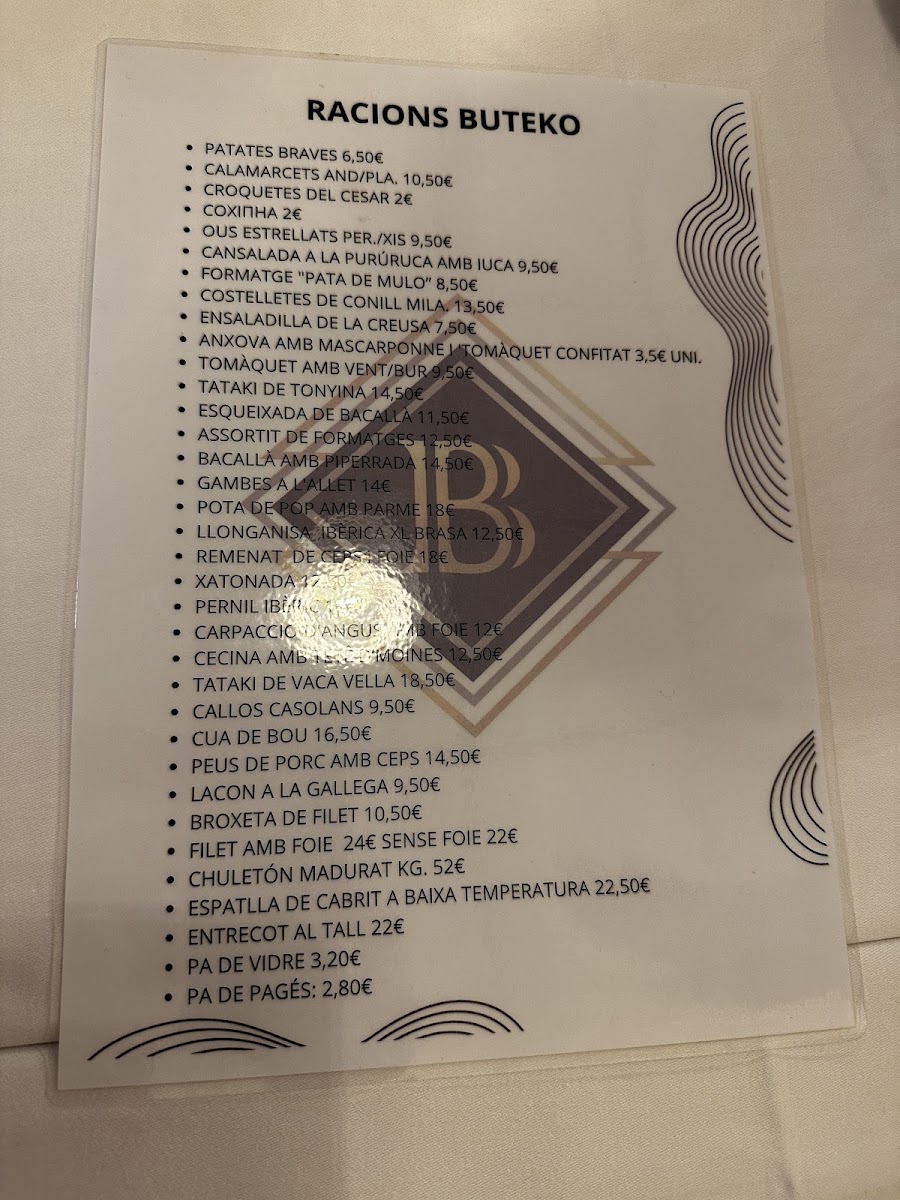 RACIONS BUTEKO
• PATATES BRAVES 6,50€
• CALAMARCETS AND/PLA. 10,50€
• CROQUETES DEL CESAR 2€
• COXIПHA 2€
• OUS ESTRELLATS PER./XIS 9,50€
• CANSALADA A LA PURÚRUCA AMB IUCA 9,50€
• FORMATGE "PATA DE MULO” 8,50€
• COSTELLETES DE CONILL MILA. 13,50€
• ENSALADILLA DE LA CREUSA 7,50€
• ANXOVA AMB MASCARPONNE I TOMÀQUET CONFITAT 3,5€ UNI.
• TOMÀQUET AMB VENT/BUR 9,50€
• TATAKI DE TONYINA 14,50€
• ESQUEIXADA DE BACALLÀ 11,50€
• ASSORTIT DE FORMATGES 12,50€
• BACALLÀ AMB PIPERRADA 14,50€
• GAMBES A L'ALLET 14€
• POTA DE POP AMB PARME 18€
• LLONGANISA IBÈRICA XL BRASA 12,50€
• REMENAT DE CEPS I FOIE 18€
• XATONADA
• PERNIL
• CARPACCIO D'ANGUS AMB FOIE 12€
• CECINA AMB 12,50€
• TATAKI DE VACA VELLA 18,50€
• CALLOS CASOLANS 9,50€
• CUA DE BOU 16,50€
• PEUS DE PORC AMB CEPS 14,50€
• LACON A LA GALLEGA 9,50€
• BROXETA DE FILET 10,50€
• FILET AMB FOIE 24€ SENSE FOIE 22€
• CHULETÓN MADURAT KG. 52€
• ESPATLLA DE CABRIT A BAIXA TEMPERATURA 22,50€
• ENTRECOT AL TALL 22€
• PA DE VIDRE 3,20€
• PA DE PAGÉS: 2,80€
B